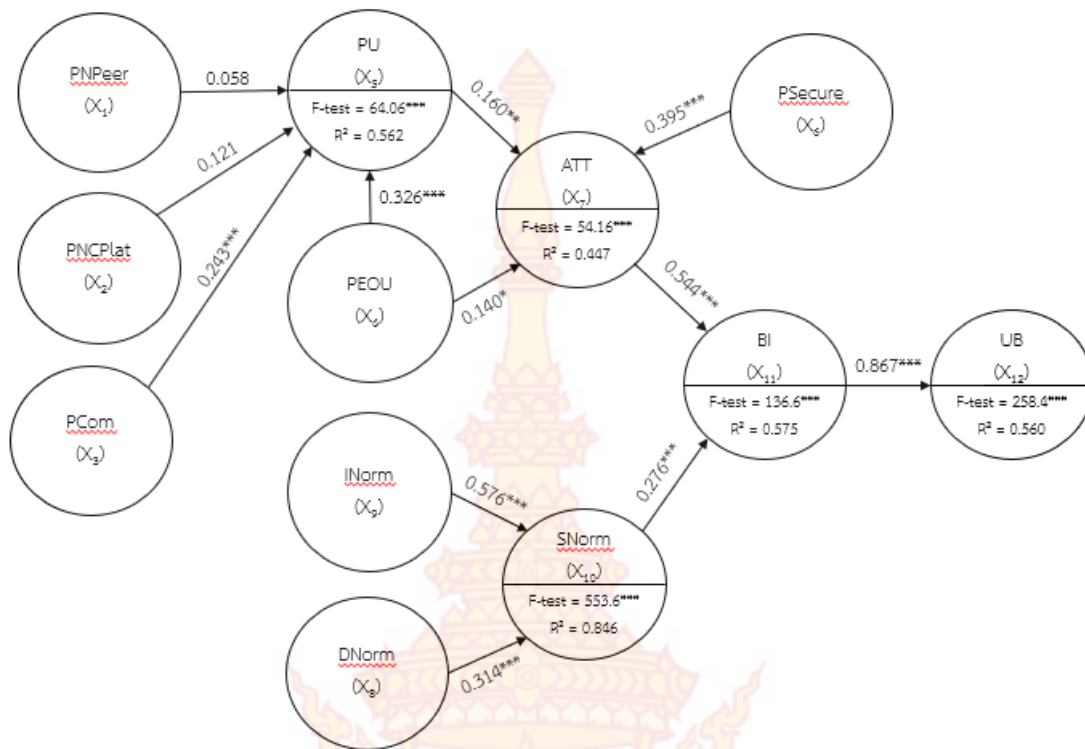 PNPeer
(X₁)
0.058
PU
(X₅)
F-test = 64.06***
R² = 0.562
0.160**
PSecure
(X₆)
0.395***
ATT
(X₇)
F-test = 54.16***
R² = 0.447
0.121
PNCPlat
(X₂)
0.243***
0.326***
PEOU
(X₆)
0.140*
0.544***
PCom
(X₃)
BI
(X₁₁)
F-test = 136.6***
R² = 0.575
0.867***
UB
(X₁₂)
F-test = 258.4***
R² = 0.560
INorm
(X₉)
0.576***
0.276***
SNorm
(X₁₀)
F-test = 553.6***
R² = 0.846
DNorm
(X₈)
0.314***